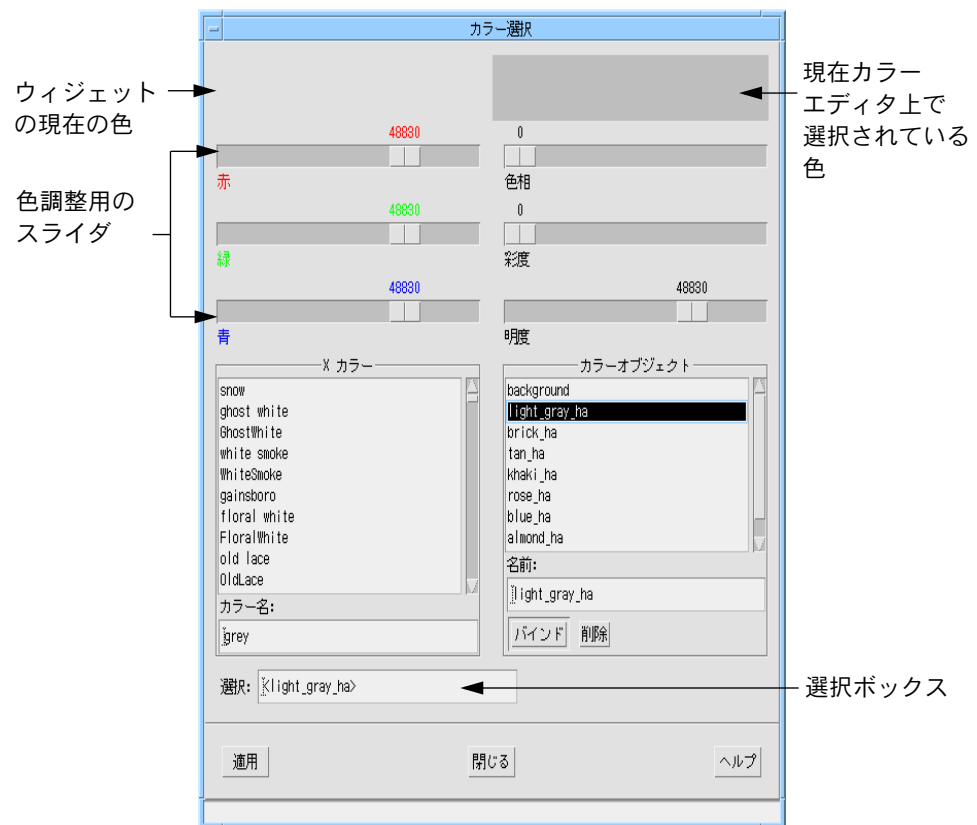 カラー選択
ウィジェット
の現在の色
現在カラー
エディタ上で
選択されている
色
色調整用の
スライダ
48830
赤
0
色相
48830
緑
0
彩度
48830
青
48830
明度
X カラー
snow
ghost white
GhostWhite
white smoke
WhiteSmoke
gainsboro
floral white
FloralWhite
old lace
OldLace
カラー名:
grey
カラーオブジェクト
background
light_gray_ha
brick_ha
tan_ha
khaki_ha
rose_ha
blue_ha
almond_ha
名前:
light_gray_ha
バインド 削除
選択: <light_gray_ha>
選択ボックス
適用 閉じる ヘルプ